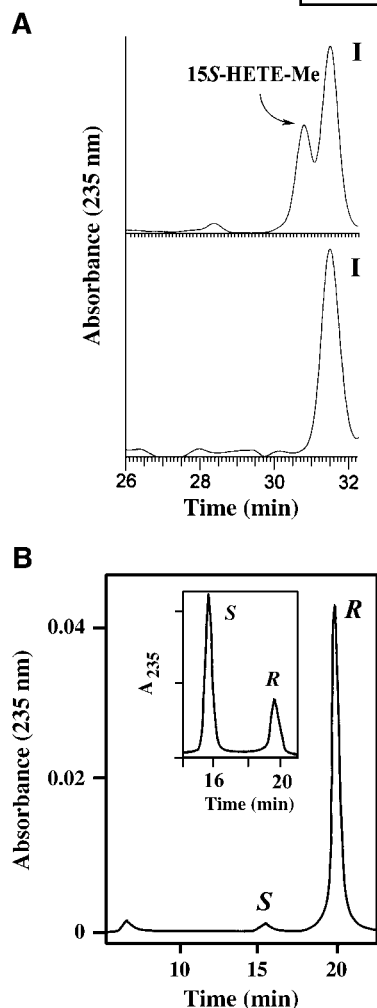 A
I
15S-HETE-Me
I
Absorbance (235 nm)
26 28 30 32
Time (min)
B
0.04
0.02
0
Absorbance (235 nm)
S
R
A235
16 20
Time (min)
R
S
10 15 20
Time (min)